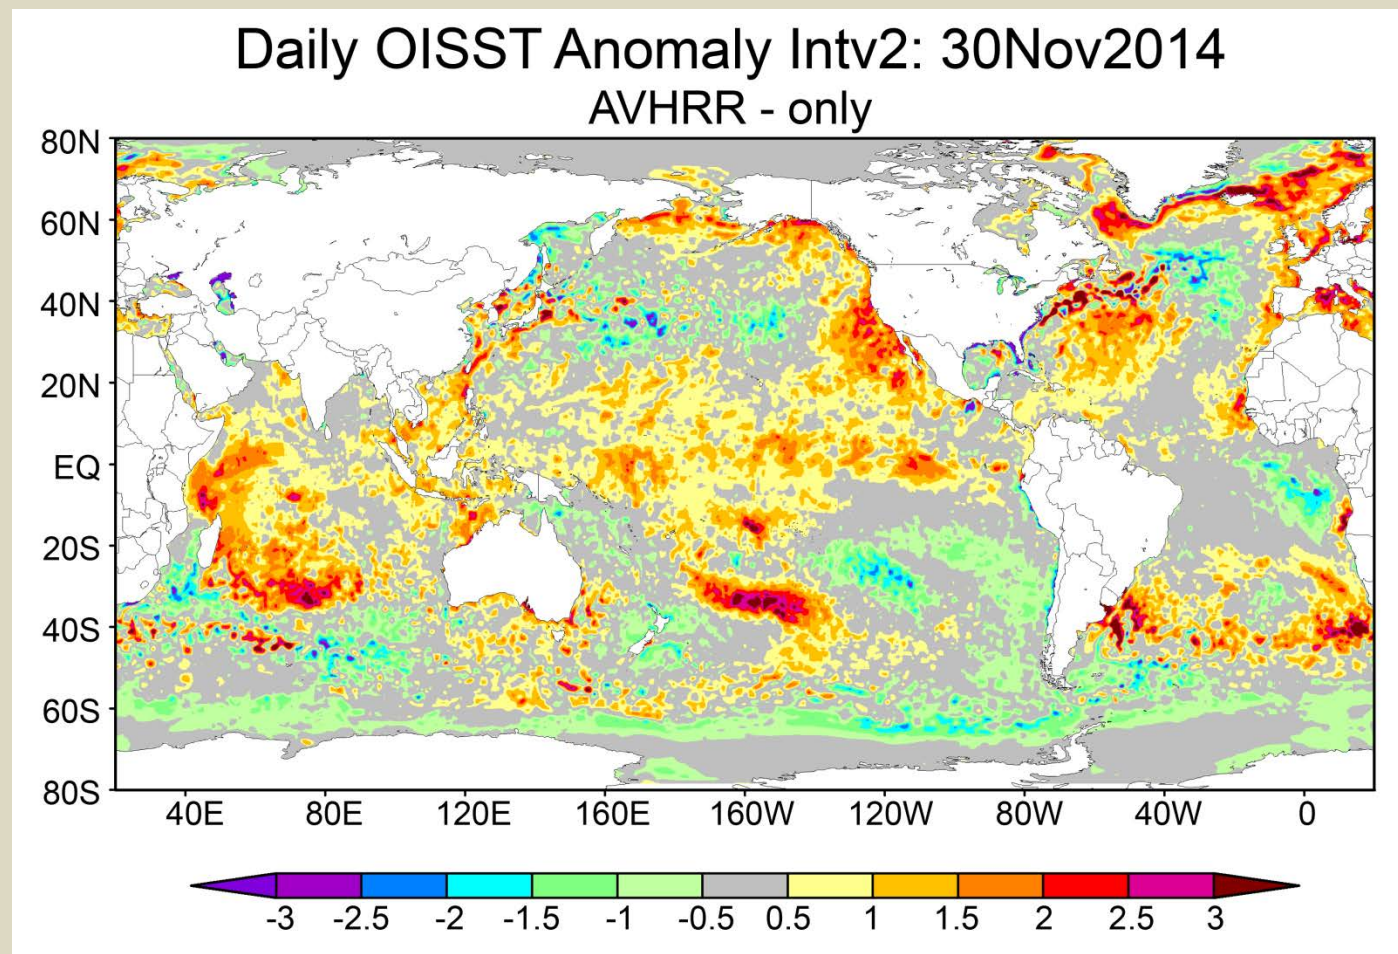 Daily OISST Anomaly Intv2: 30Nov2014
AVHRR - only
80N
60N
40N
20N
EQ
20S
40S
60S
80S
40E 80E 120E 160E 160W 120W 80W 40W 0
-3 -2.5 -2 -1.5 -1 -0.5 0.5 1 1.5 2 2.5 3